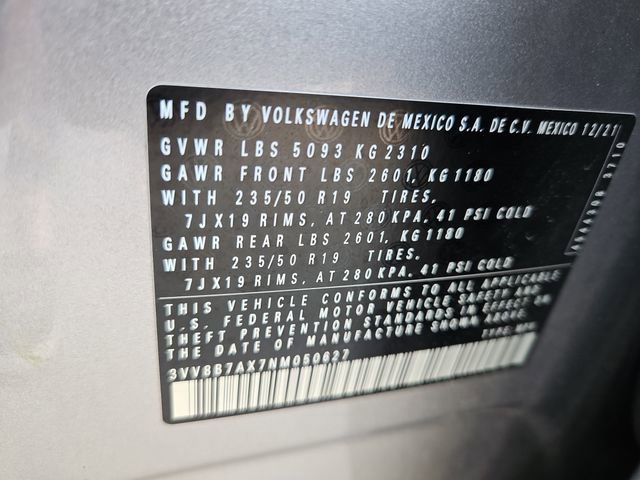 MFD BY VOLKSWAGEN DE MEXICO S.A. DE C.V. MEXICO 12/21
GVWR LBS 5093 KG 2310
GAWR FRONT LBS 2601, KG 1180
WITH 235/50 R19 TIRES,
7JX19 RIMS, AT 280 KPA, 41 PSI COLD
GAWR REAR LBS 2601, KG 1180
WITH 235/50 R19 TIRES,
7JX19 RIMS, AT 280 KPA, 41 PSI COLD
THIS VEHICLE CONFORMS TO ALL APPLICABLE
U.S. FEDERAL MOTOR VEHICLE SAFETY AND
THEFT PREVENTION STANDARDS IN EFFECT ON
THE DATE OF MANUFACTURE SHOWN ABOVE.
3VV8B7AX7NM050627